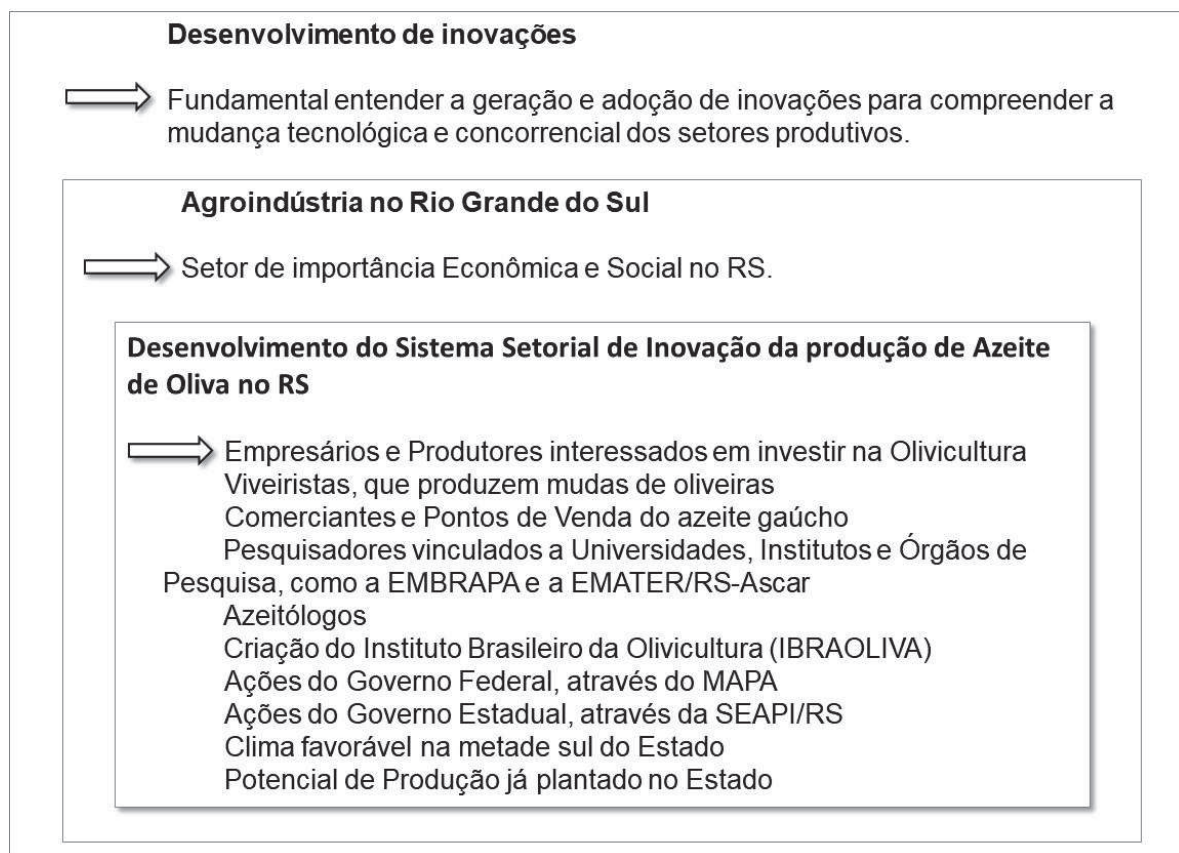 Desenvolvimento de inovações
Fundamental entender a geração e adoção de inovações para compreender a
mudança tecnológica e concorrencial dos setores produtivos.
Agroindústria no Rio Grande do Sul
Setor de importância Econômica e Social no RS.
Desenvolvimento do Sistema Setorial de Inovação da produção de Azeite
de Oliva no RS
Empresários e Produtores interessados em investir na Olivicultura
Viveiristas, que produzem mudas de oliveiras
Comerciantes e Pontos de Venda do azeite gaúcho
Pesquisadores vinculados a Universidades, Institutos e Órgãos de
Pesquisa, como a EMBRAPA e a EMATER/RS-Ascar
Azeitólogos
Criação do Instituto Brasileiro da Olivicultura (IBRAOLIVA)
Ações do Governo Federal, através do MAPA
Ações do Governo Estadual, através da SEAPI/RS
Clima favorável na metade sul do Estado
Potencial de Produção já plantado no Estado